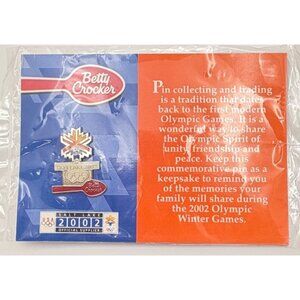 Betty
Crocker
Pin collecting and trading
is a tradition that dates
back to the first modern
Olympic Games. It is a
wonderful way to share
the Olympic Spirit of
unity, friendship and
peace. Keep this
commemorative pin as a
keepsake to remind you
of the memories your
family will share during
the 2002 Olympic
Winter Games.
USA
SALT LAKE
2002
OFFICIAL SUPPLIER